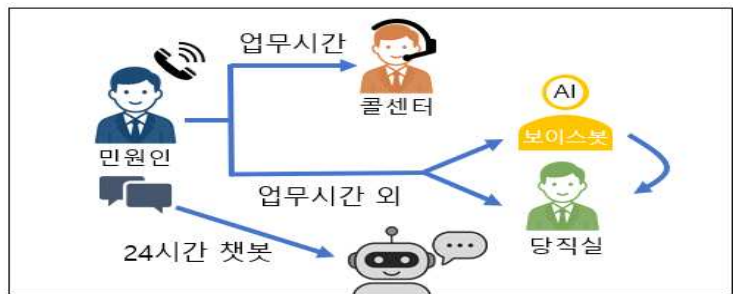 업무시간
콜센터
AI
보이스봇
민원인
업무시간 외
당직실
24시간 챗봇